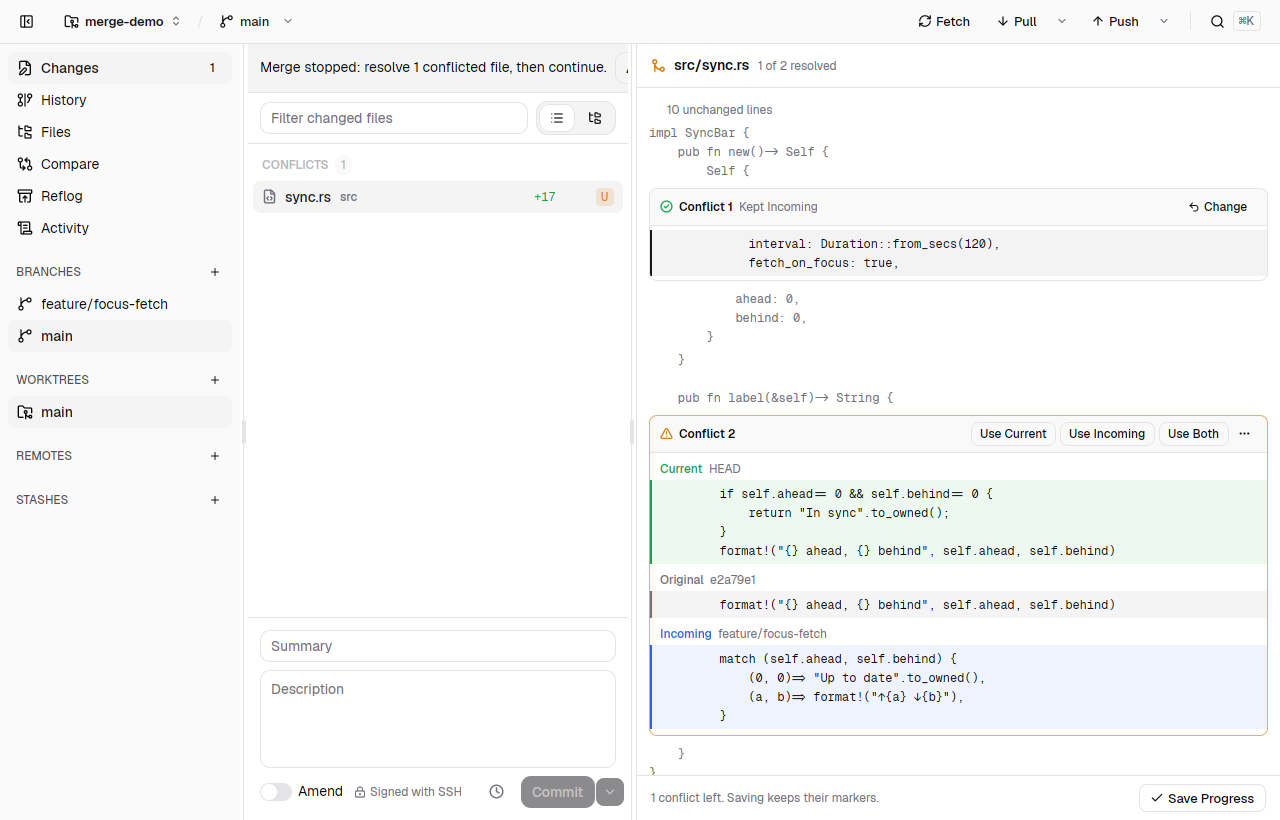 merge-demo / main Fetch Pull Push ⌘K
Changes 1
History
Files
Compare
Reflog
Activity
BRANCHES +
feature/focus-fetch
main
WORKTREES +
main
REMOTES +
STASHES +
Merge stopped: resolve 1 conflicted file, then continue.
Filter changed files
CONFLICTS 1
sync.rs src +17 U
Summary
Description
Amend Signed with SSH Commit
src/sync.rs 1 of 2 resolved
10 unchanged lines
impl SyncBar {
pub fn new() -> Self {
Self {
Conflict 1 Kept Incoming Change
interval: Duration::from_secs(120),
fetch_on_focus: true,
ahead: 0,
behind: 0,
}
}
pub fn label(&self) -> String {
Conflict 2 Use Current Use Incoming Use Both ···
Current HEAD
if self.ahead == 0 && self.behind == 0 {
return "In sync".to_owned();
}
format!("{} ahead, {} behind", self.ahead, self.behind)
Original e2a79e1
format!("{} ahead, {} behind", self.ahead, self.behind)
Incoming feature/focus-fetch
match (self.ahead, self.behind) {
(0, 0) => "Up to date".to_owned(),
(a, b) => format!("↑{a} ↓{b}"),
}
}
}
1 conflict left. Saving keeps their markers. Save Progress